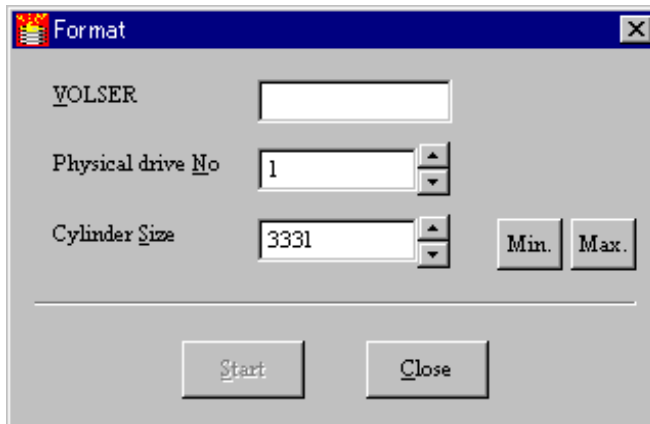 Format
VOLSER
Physical drive No 1
Cylinder Size 3331 Min. Max.
Start Close